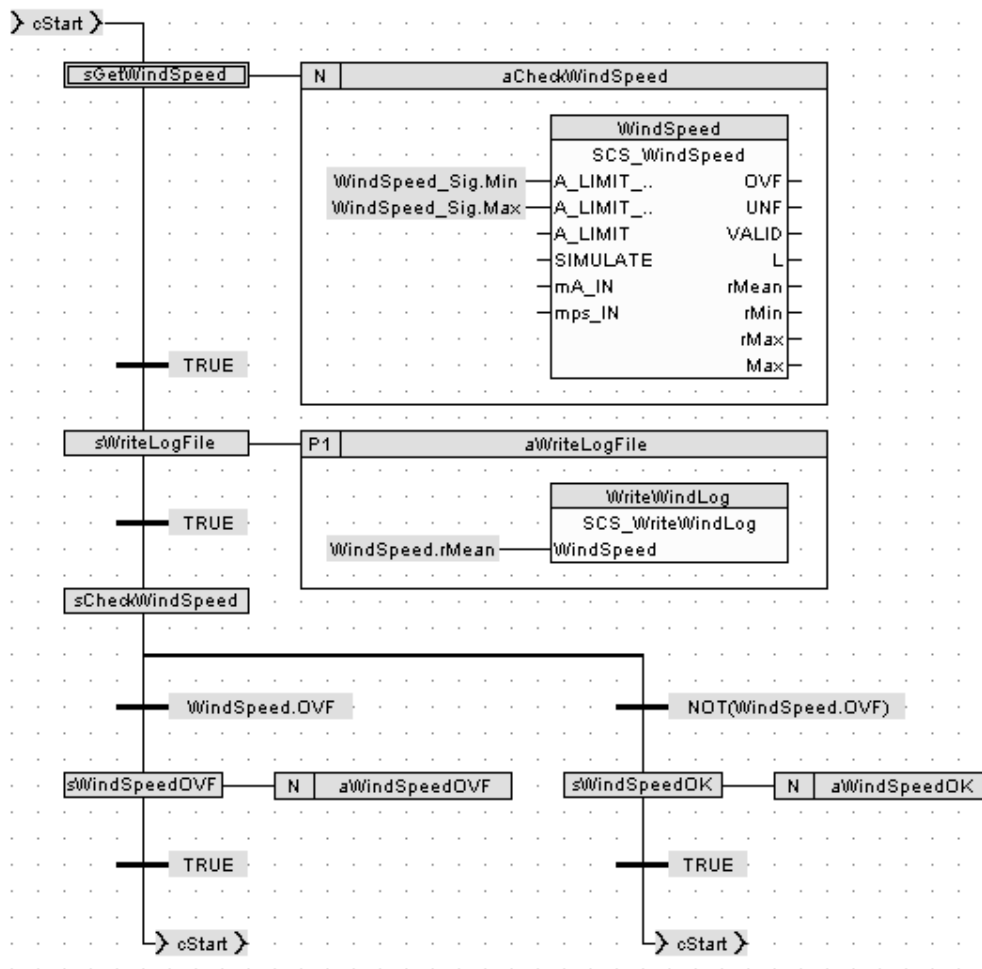 cStart
sGetWindSpeed
N
aCheckWindSpeed
WindSpeed
SCS_WindSpeed
WindSpeed_Sig.Min
A_LIMIT_..
OVF
WindSpeed_Sig.Max
A_LIMIT_..
UNF
A_LIMIT
VALID
SIMULATE
L
mA_IN
rMean
mps_IN
rMin
rMax
Max
TRUE
sWriteLogFile
P1
aWriteLogFile
WriteWindLog
SCS_WriteWindLog
WindSpeed.rMean
WindSpeed
TRUE
sCheckWindSpeed
WindSpeed.OVF
NOT(WindSpeed.OVF)
sWindSpeedOVF
N
aWindSpeedOVF
sWindSpeedOK
N
aWindSpeedOK
TRUE
TRUE
cStart
cStart